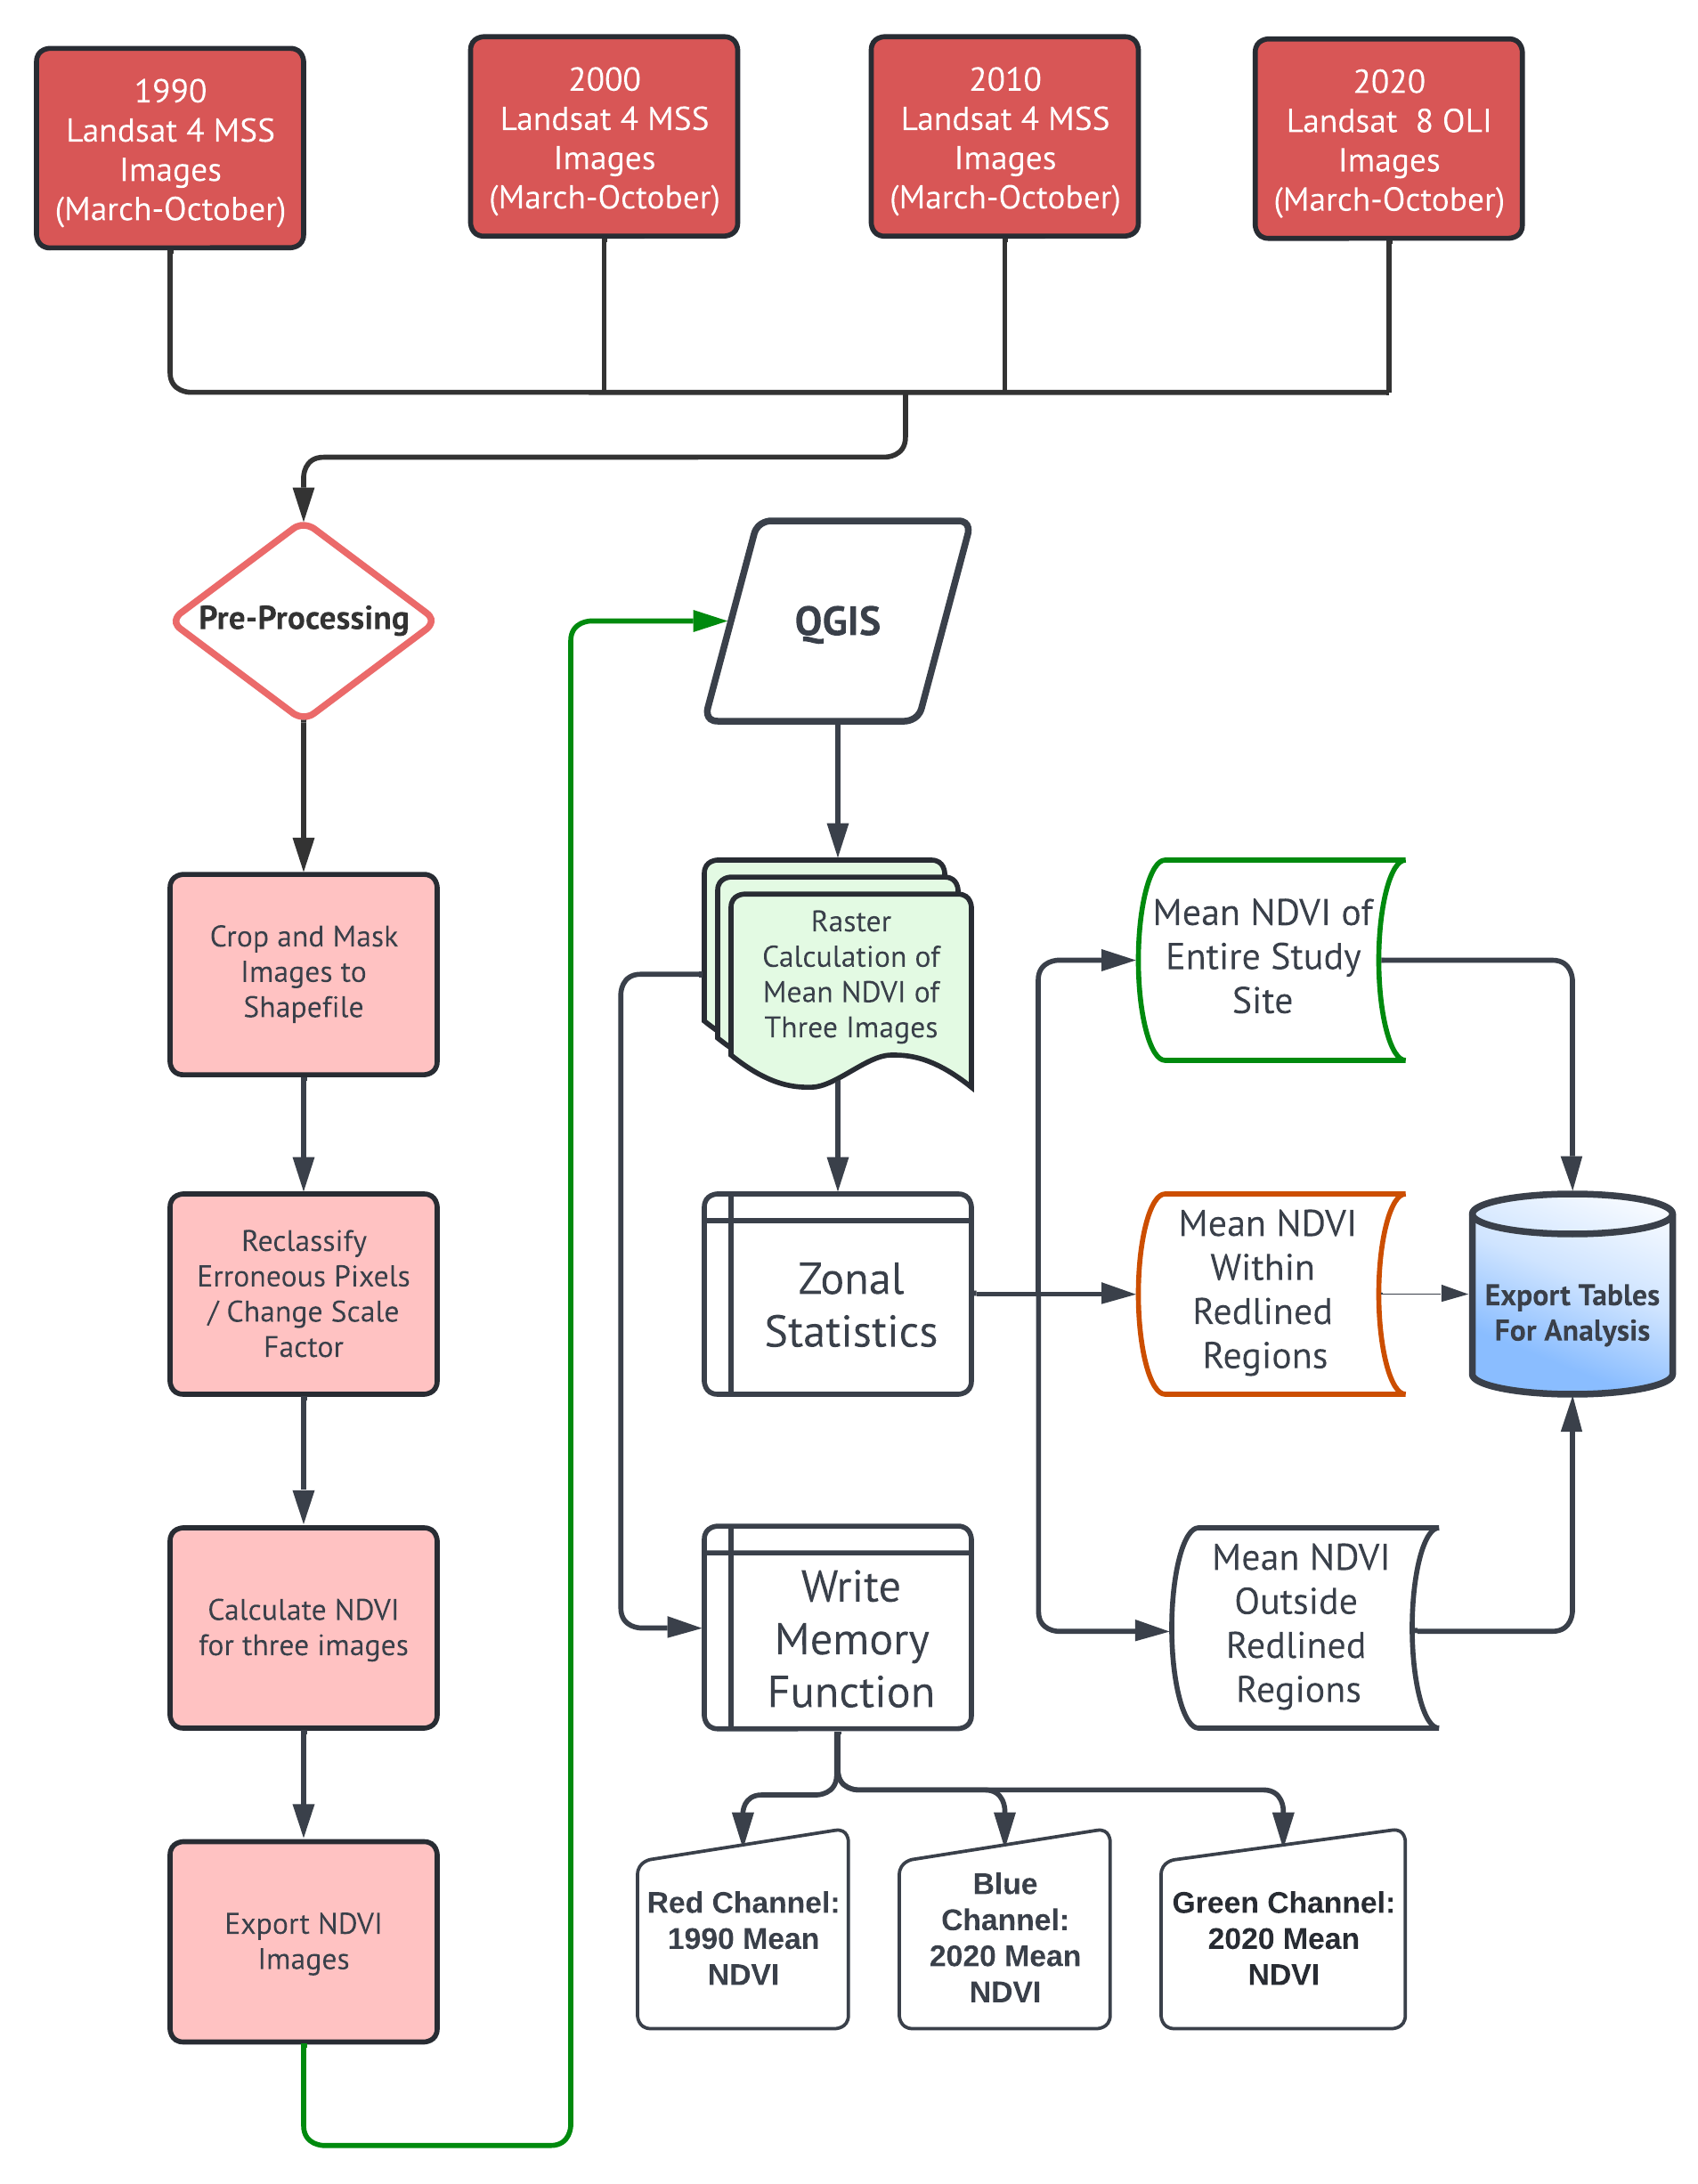 1990
Landsat 4 MSS
Images
(March-October)
2000
Landsat 4 MSS
Images
(March-October)
2010
Landsat 4 MSS
Images
(March-October)
2020
Landsat  8 OLI
Images
(March-October)
Pre-Processing
QGIS
Crop and Mask
Images to
Shapefile
Raster
Calculation of
Mean NDVI of
Three Images
Mean NDVI of
Entire Study
Site
Reclassify
Erroneous Pixels
/ Change Scale
Factor
Zonal
Statistics
Mean NDVI
Within
Redlined
Regions
Export Tables
For Analysis
Calculate NDVI
for three images
Write
Memory
Function
Mean NDVI
Outside
Redlined
Regions
Export NDVI
Images
Red Channel:
1990 Mean
NDVI
Blue
Channel:
2020 Mean
NDVI
Green Channel:
2020 Mean
NDVI